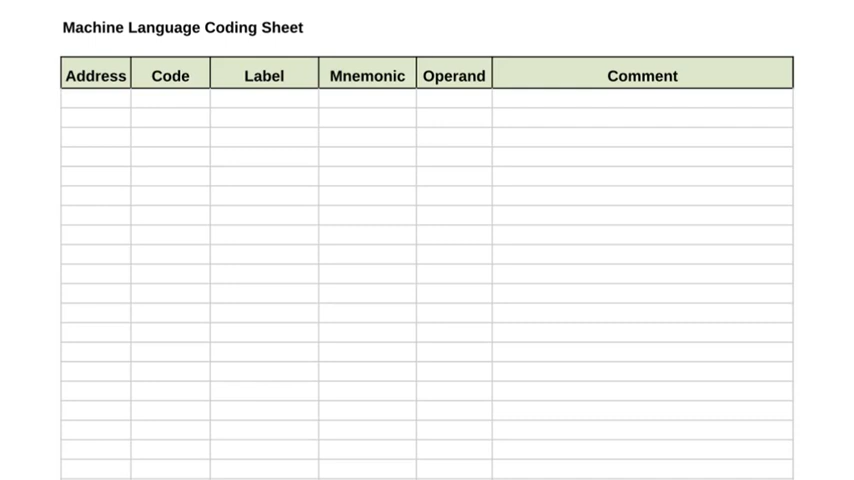 Machine Language Coding Sheet
Address Code Label Mnemonic Operand Comment